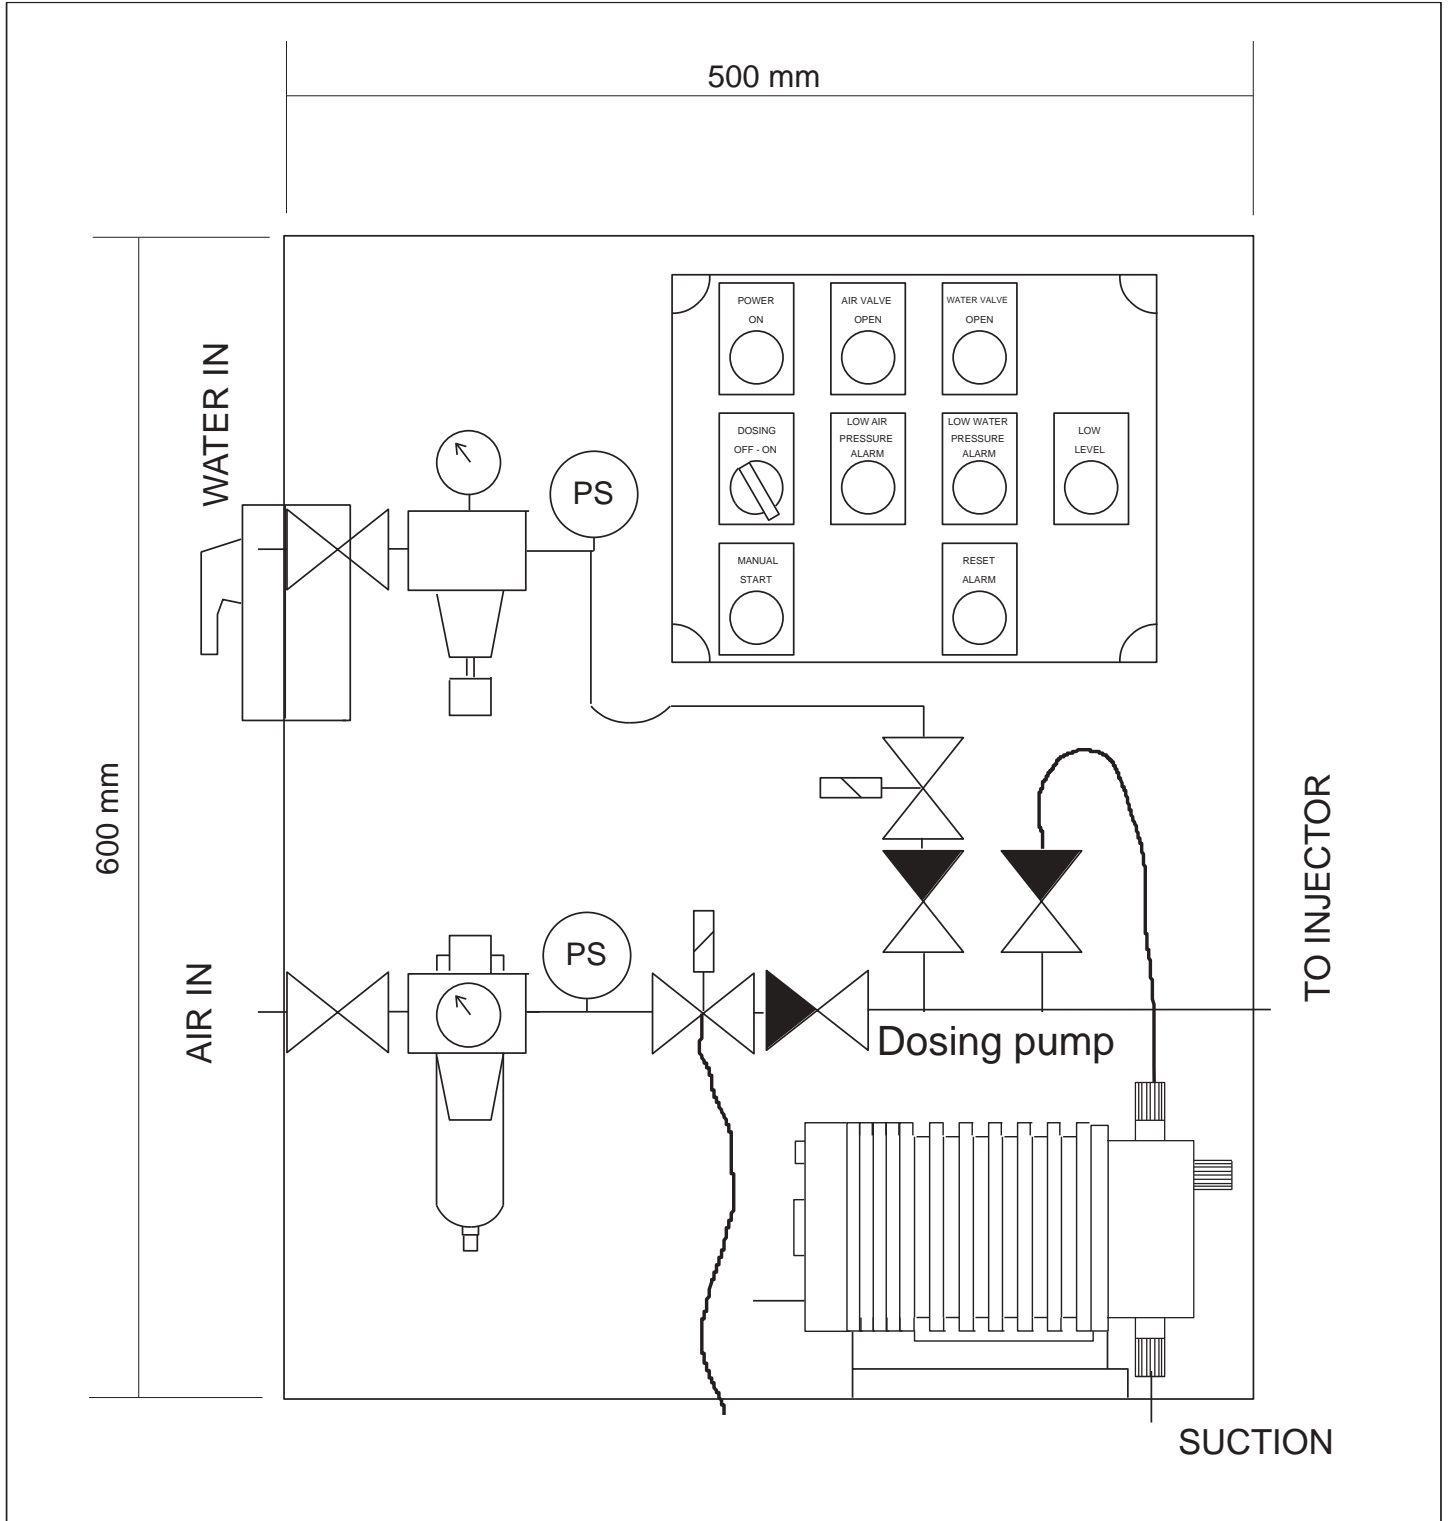 500 mm
600 mm
WATER IN
AIR IN
TO INJECTOR
POWER
ON
AIR VALVE
OPEN
WATER VALVE
OPEN
DOSING
OFF - ON
LOW AIR
PRESSURE
ALARM
LOW WATER
PRESSURE
ALARM
LOW
LEVEL
MANUAL
START
RESET
ALARM
PS
PS
Dosing pump
SUCTION